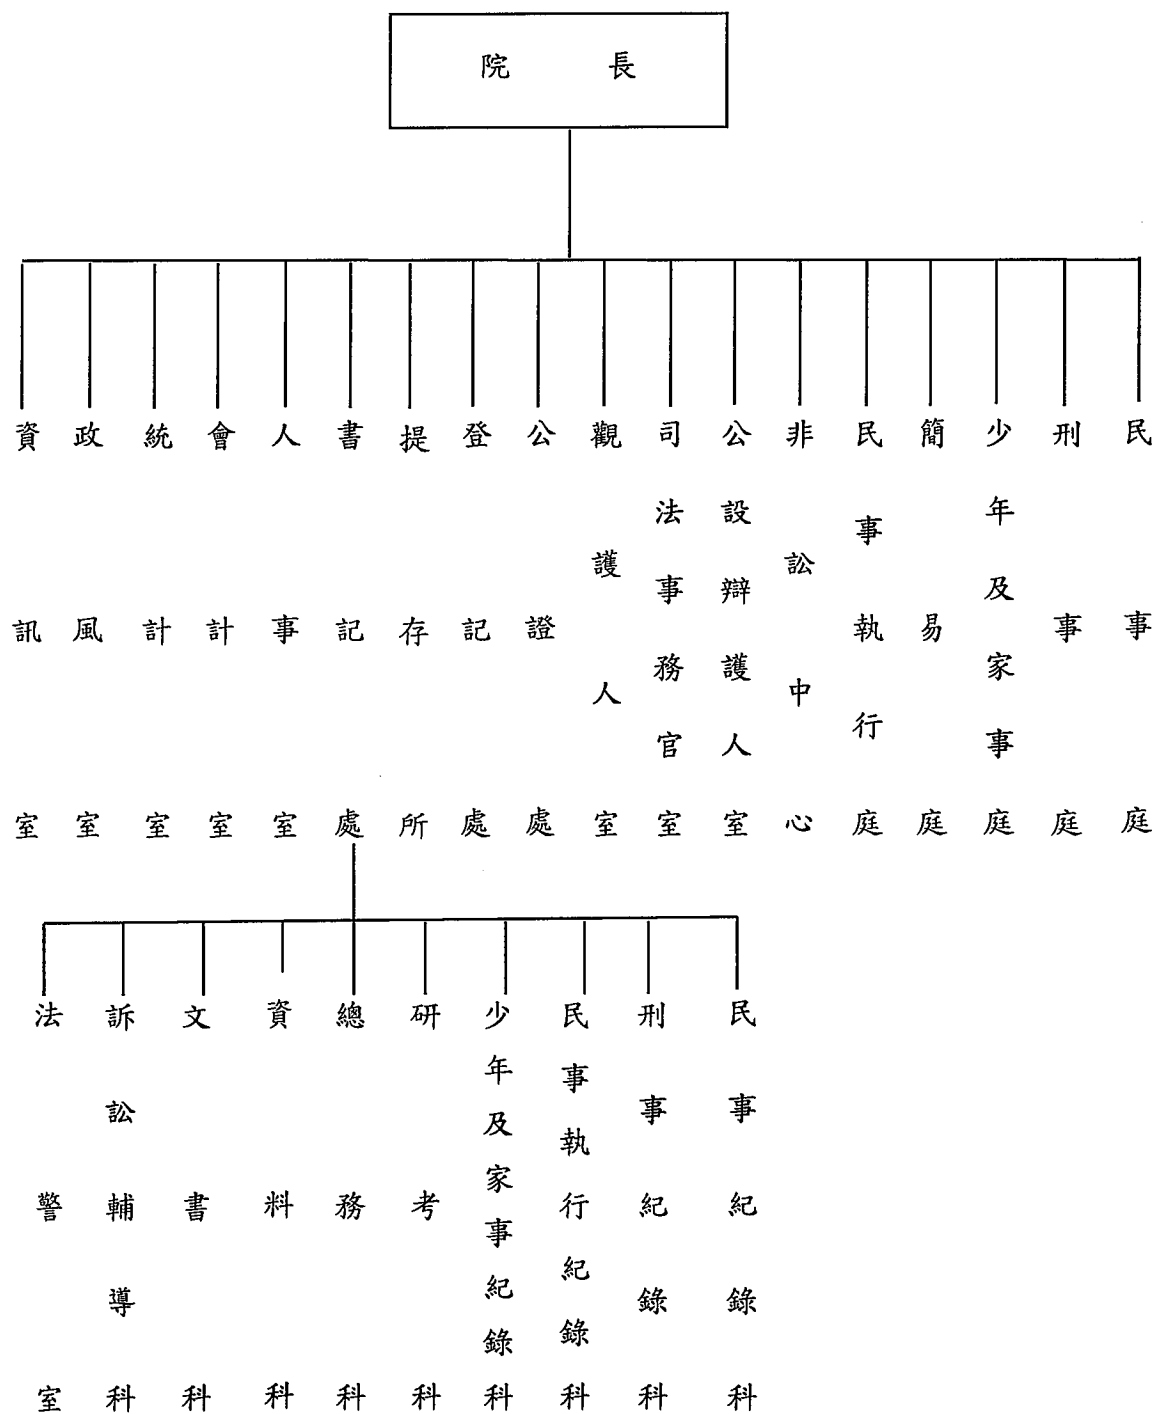 院長
民事庭
刑事庭
少年及家事庭
簡易庭
民事執行庭
非訟中心
公設辯護人室
司法事務官室
觀護人室
公證處
登記處
提存所
書記處
人事室
會計室
統計室
政風室
資訊室
民事紀錄科
刑事紀錄科
民事執行紀錄科
少年及家事紀錄科
研考科
總務科
資料科
文書科
訴訟輔導科
法警室